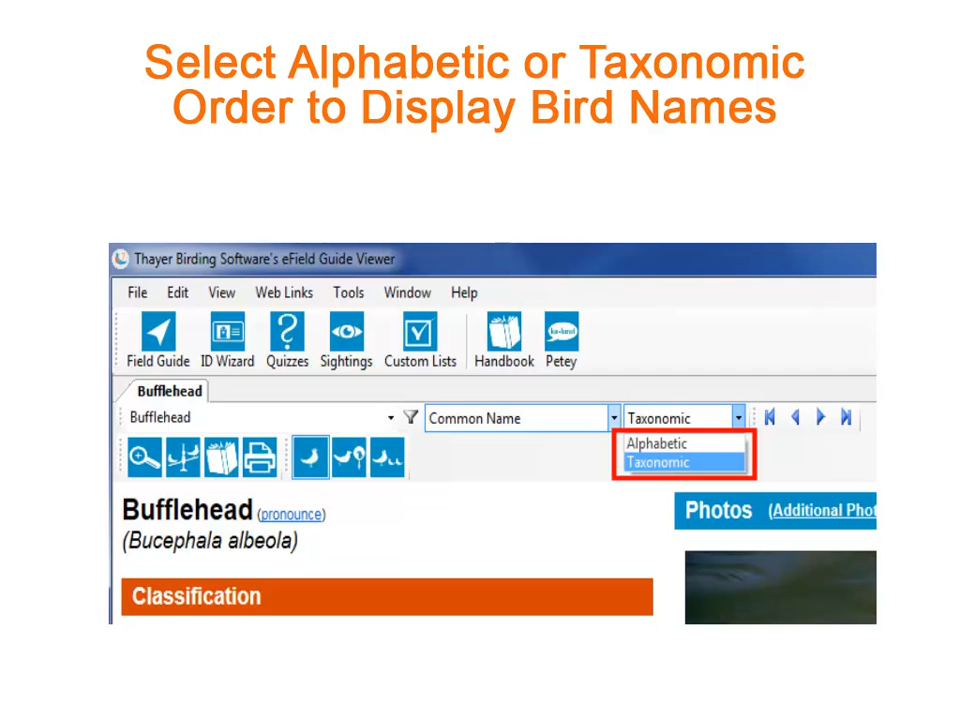 Select Alphabetic or Taxonomic
Order to Display Bird Names
Thayer Birding Software's eField Guide Viewer
File Edit View Web Links Tools Window Help
Field Guide ID Wizard Quizzes Sightings Custom Lists Handbook Petey
Bufflehead
Bufflehead Common Name Taxonomic
Alphabetic
Taxonomic
Bufflehead (pronounce)
(Bucephala albeola)
Photos (Additional Phot
Classification